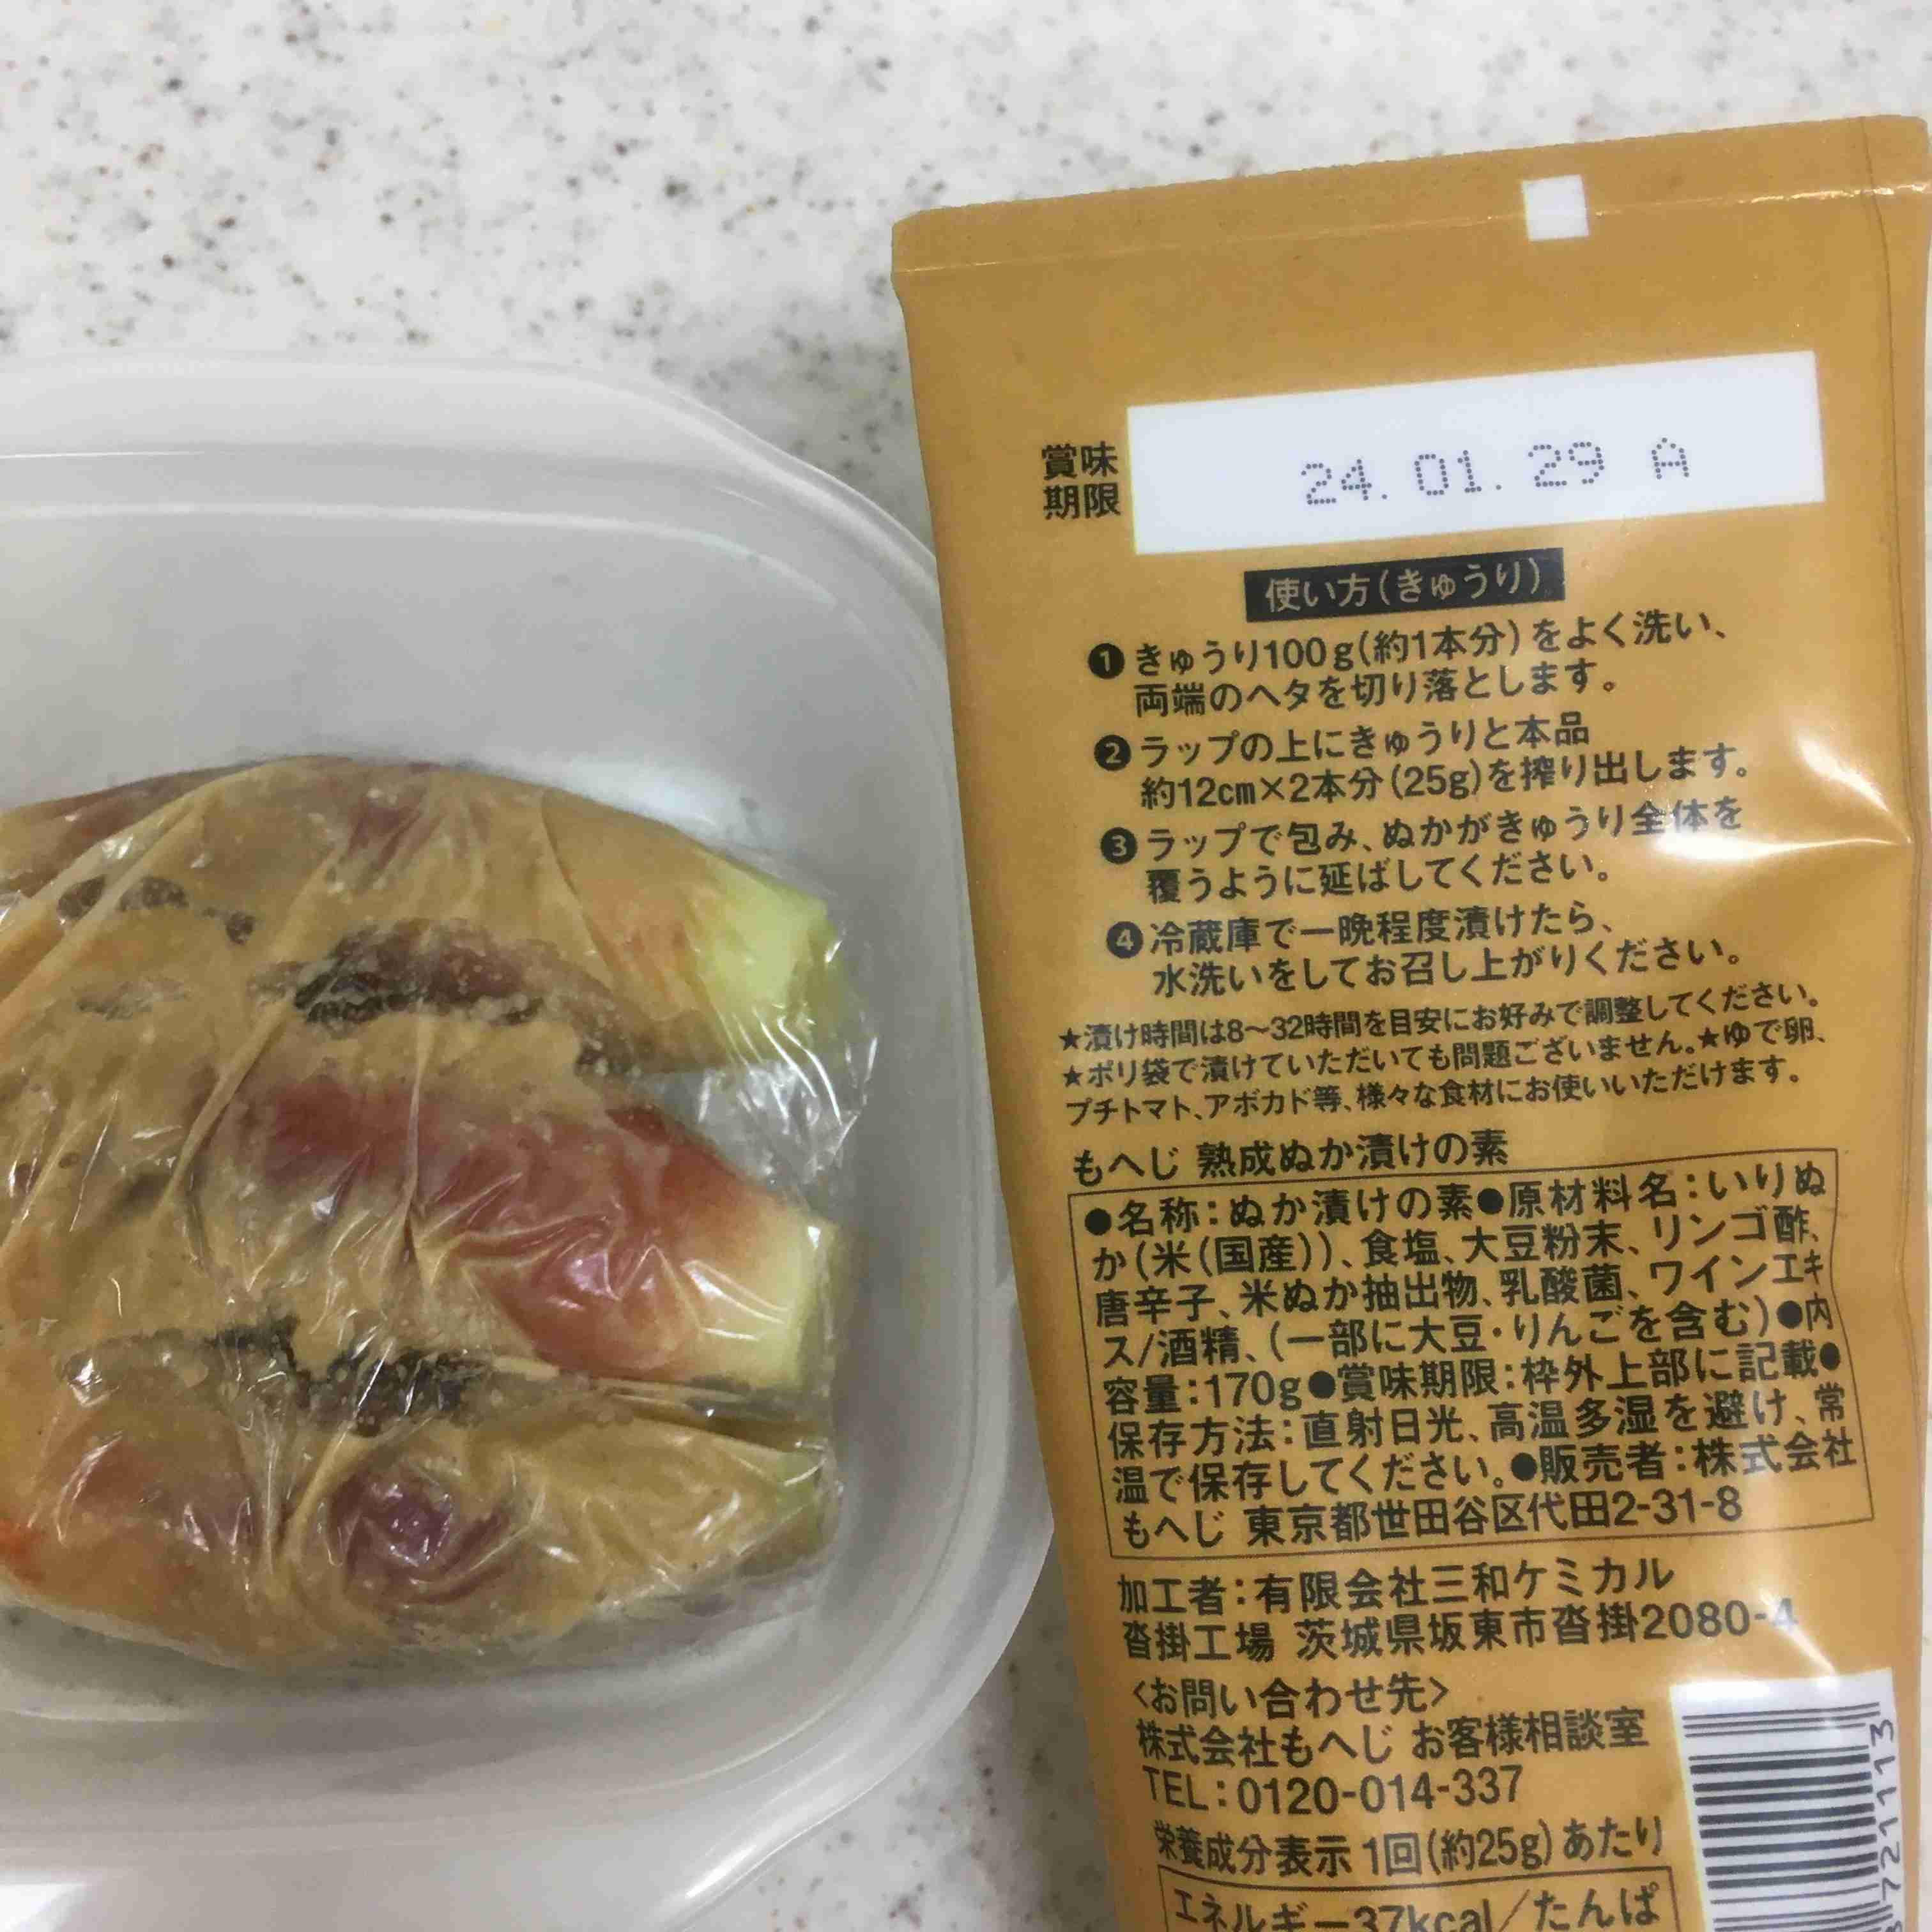 賞味
期限
24.01.29 A
使い方(きゅうり)
❶きゅうり100g(約1本分)をよく洗い、
両端のヘタを切り落とします。
❷ラップの上にきゅうりと本品
約12cm×2本分(25g)を搾り出します。
❸ラップで包み、ぬかがきゅうり全体を
覆うように延ばしてください。
❹冷蔵庫で一晩程度漬けたら、
水洗いをしてお召し上がりください。
★漬け時間は8〜32時間を目安にお好みで調整してください。
★ポリ袋で漬けていただいても問題ございません。★ゆで卵、
プチトマト、アボカド等、様々な食材にお使いいただけます。
もへじ 熟成ぬか漬けの素
●名称:ぬか漬けの素●原材料名:いりぬ
か(米(国産))、食塩、大豆粉末、リンゴ酢、
唐辛子、米ぬか抽出物、乳酸菌、ワインエキ
ス/酒精、(一部に大豆・りんごを含む)●内
容量:170g●賞味期限:枠外上部に記載●
保存方法:直射日光、高温多湿を避け、常
温で保存してください。●販売者:株式会社
もへじ 東京都世田谷区代田2-31-8
加工者:有限会社三和ケミカル
沓掛工場 茨城県坂東市沓掛2080-4
〈お問い合わせ先〉
株式会社もへじ お客様相談室
TEL:0120-014-337
栄養成分表示 1回(約25g)あたり
エネルギー37kcal/たんぱ
721113